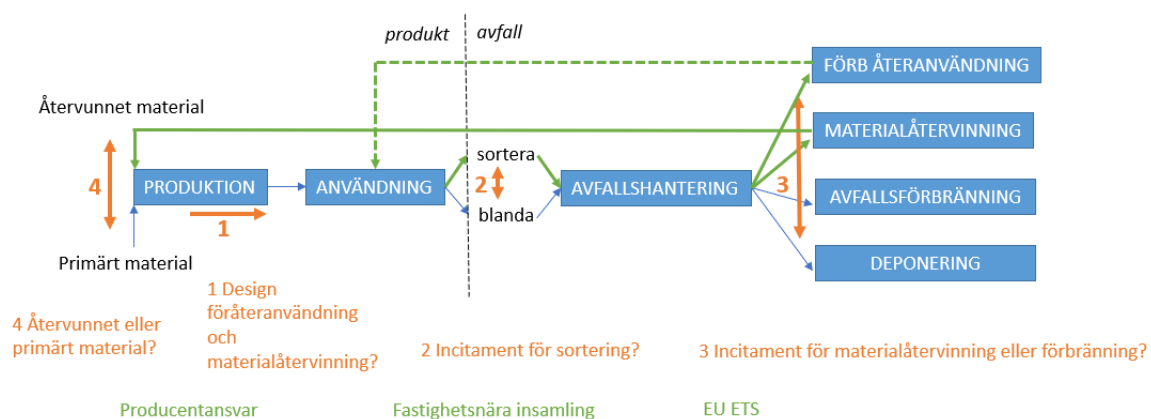 produkt
avfall
FÖRB ÅTERANVÄNDNING
Återvunnet material
MATERIALÅTERVINNING
sortera
4
PRODUKTION
ANVÄNDNING
2
AVFALLSHANTERING
3
AVFALLSFÖRBRÄNNING
1
blanda
Primärt material
DEPONERING
1 Design
föråteranvändning
och
materialåtervinning?
4 Återvunnet eller
primärt material?
2 Incitament för sortering?
3 Incitament för materialåtervinning eller förbränning?
Producentansvar
Fastighetsnära insamling
EU ETS